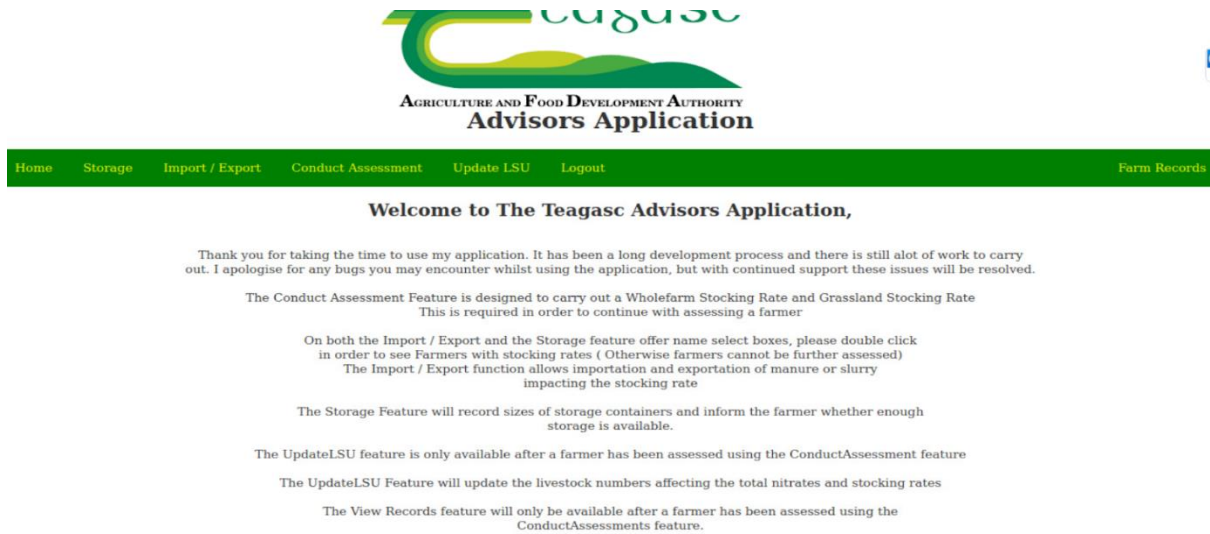 Teagasc
AGRICULTURE AND FOOD DEVELOPMENT AUTHORITY
Advisors Application
Home Storage Import / Export Conduct Assessment Update LSU Logout Farm Records
Welcome to The Teagasc Advisors Application,
Thank you for taking the time to use my application. It has been a long development process and there is still alot of work to carry
out. I apologise for any bugs you may encounter whilst using the application, but with continued support these issues will be resolved.
The Conduct Assessment Feature is designed to carry out a Wholefarm Stocking Rate and Grassland Stocking Rate
This is required in order to continue with assessing a farmer
On both the Import / Export and the Storage feature offer name select boxes, please double click
in order to see Farmers with stocking rates ( Otherwise farmers cannot be further assessed)
The Import / Export function allows importation and exportation of manure or slurry
impacting the stocking rate
The Storage Feature will record sizes of storage containers and inform the farmer whether enough
storage is available.
The UpdateLSU feature is only available after a farmer has been assessed using the ConductAssessment feature
The UpdateLSU Feature will update the livestock numbers affecting the total nitrates and stocking rates
The View Records feature will only be available after a farmer has been assessed using the
ConductAssessments feature.